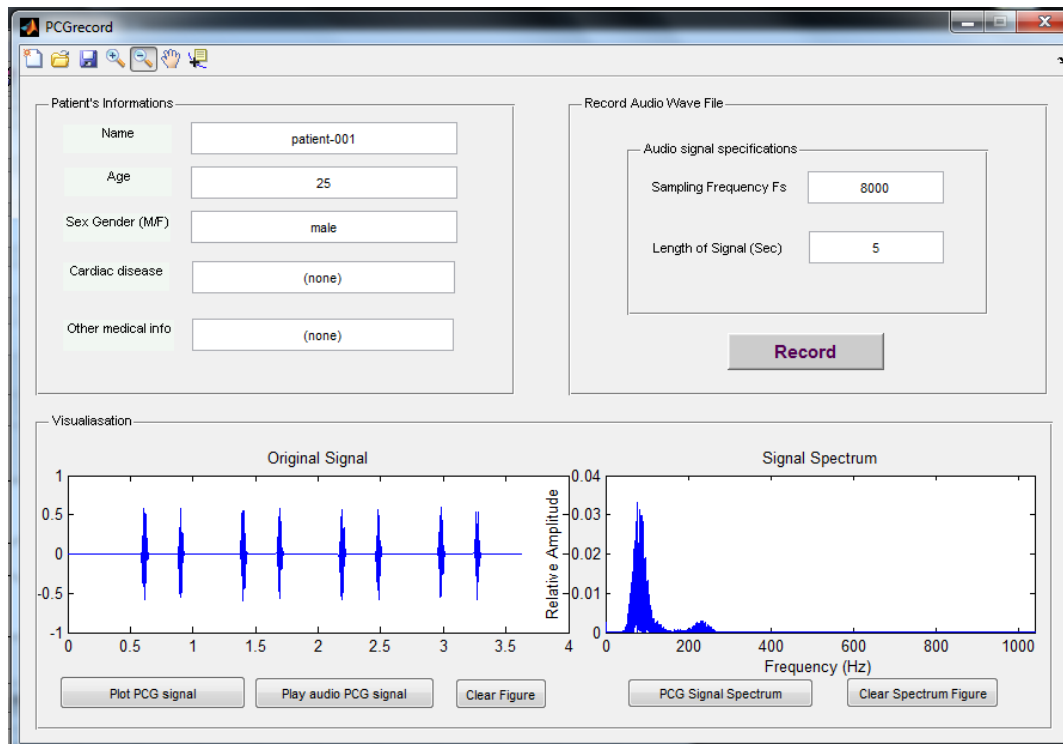 PCGrecord
Patient's Informations
Name
patient-001
Age
25
Sex Gender (M/F)
male
Cardiac disease
(none)
Other medical info
(none)
Record Audio Wave File
Audio signal specifications
Sampling Frequency Fs
8000
Length of Signal (Sec)
5
Record
Visualiasation
Original Signal
1
0.5
0
-0.5
-1
0 0.5 1 1.5 2 2.5 3 3.5 4
Plot PCG signal
Play audio PCG signal
Clear Figure
Signal Spectrum
Relative Amplitude
0.04
0.03
0.02
0.01
0
0 200 400 600 800 1000
Frequency (Hz)
PCG Signal Spectrum
Clear Spectrum Figure